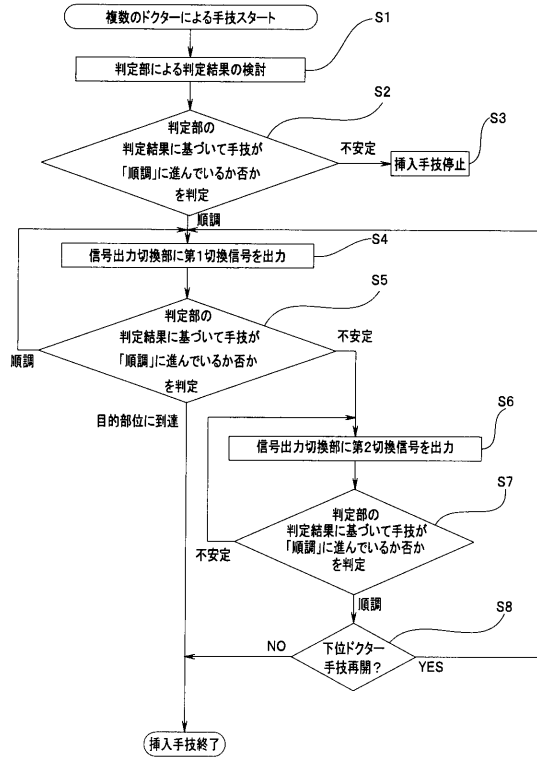 複数のドクターによる手技スタート
S1
判定部による判定結果の検討
S2
判定部の
判定結果に基づいて手技が
「順調」に進んでいるか否か
を判定
不安定
S3
挿入手技停止
順調
S4
信号出力切換部に第1切換信号を出力
S5
判定部の
判定結果に基づいて手技が
「順調」に進んでいるか否か
を判定
順調
不安定
目的部位に到達
S6
信号出力切換部に第2切換信号を出力
S7
判定部の
判定結果に基づいて手技が
「順調」に進んでいるか否か
を判定
不安定
順調
S8
下位ドクター
手技再開？
NO
YES
挿入手技終了